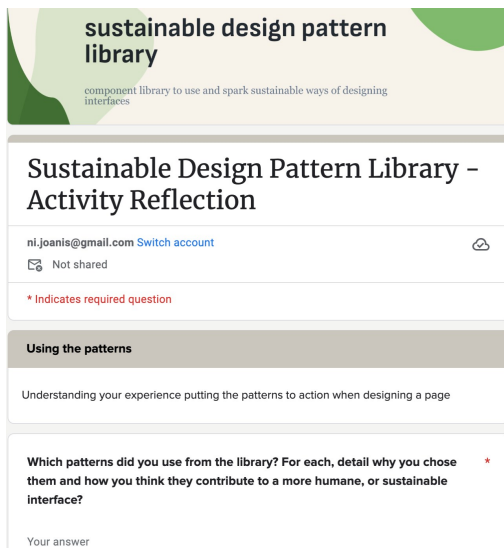 sustainable design pattern
library
component library to use and spark sustainable ways of designing
interfaces
Sustainable Design Pattern Library -
Activity Reflection
ni.joanis@gmail.com Switch account
Not shared
* Indicates required question
Using the patterns
Understanding your experience putting the patterns to action when designing a page
Which patterns did you use from the library? For each, detail why you chose *
them and how you think they contribute to a more humane, or sustainable
interface?
Your answer